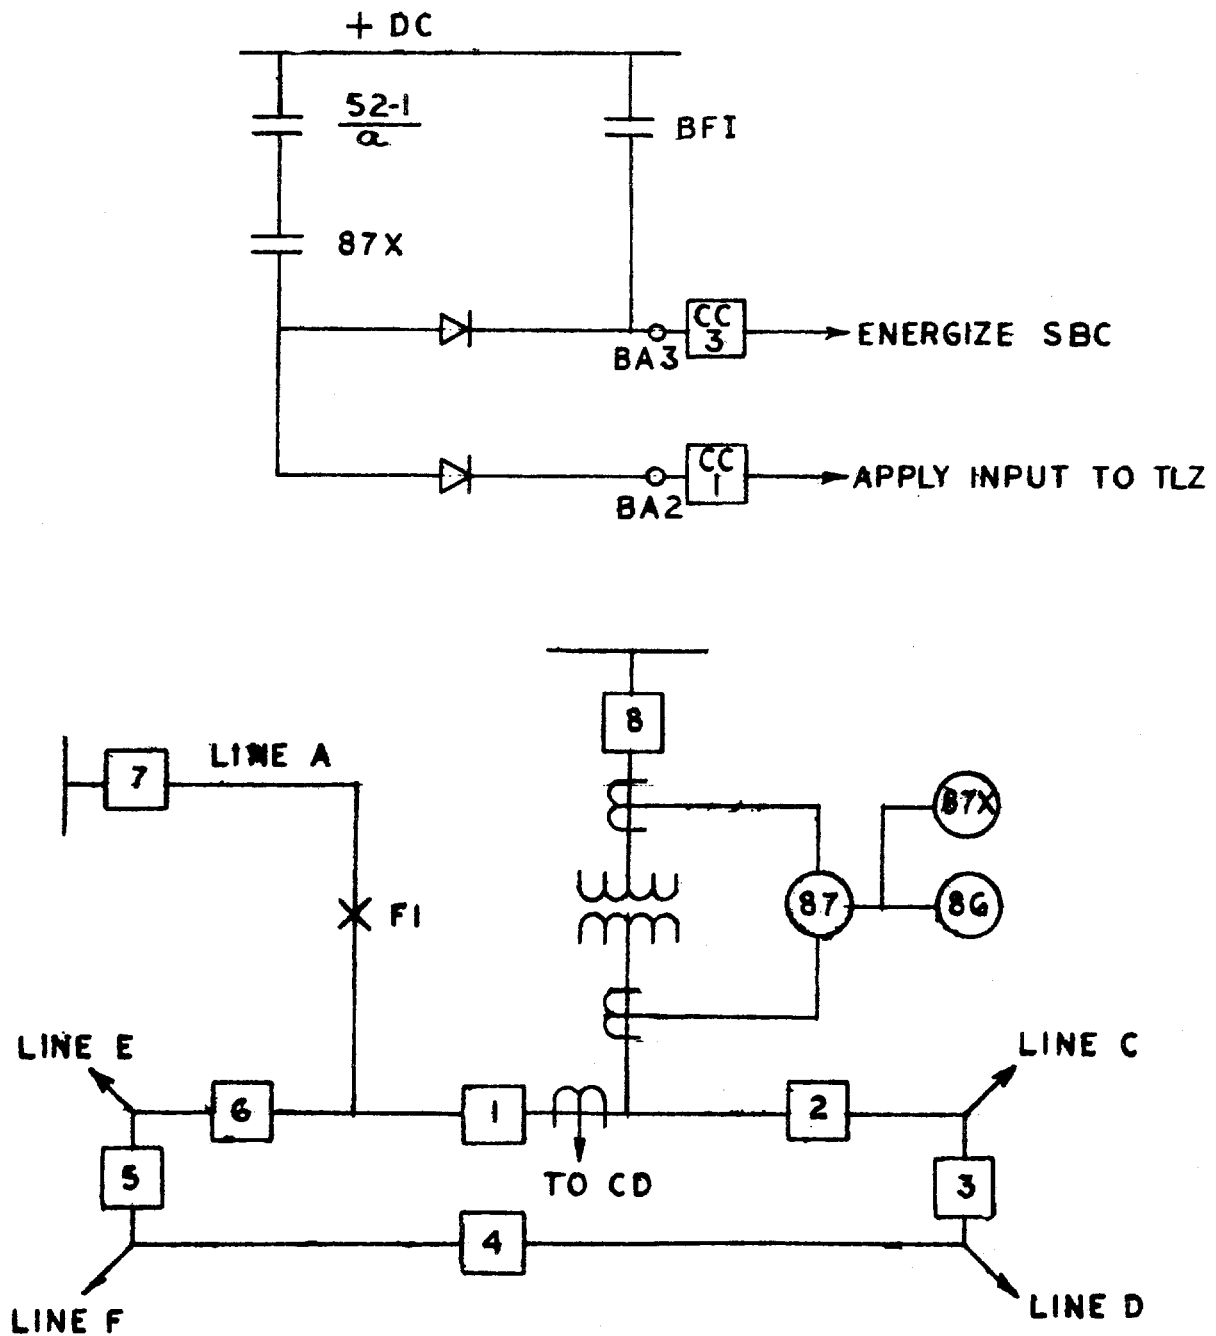 + DC
52-1
a
BFI
87X
CC
3
ENERGIZE SBC
BA3
CC
1
APPLY INPUT TO TLZ
BA2
8
7
LINE A
87X
87
86
F1
LINE E
LINE C
6
1
2
5
TO CD
3
4
LINE F
LINE D